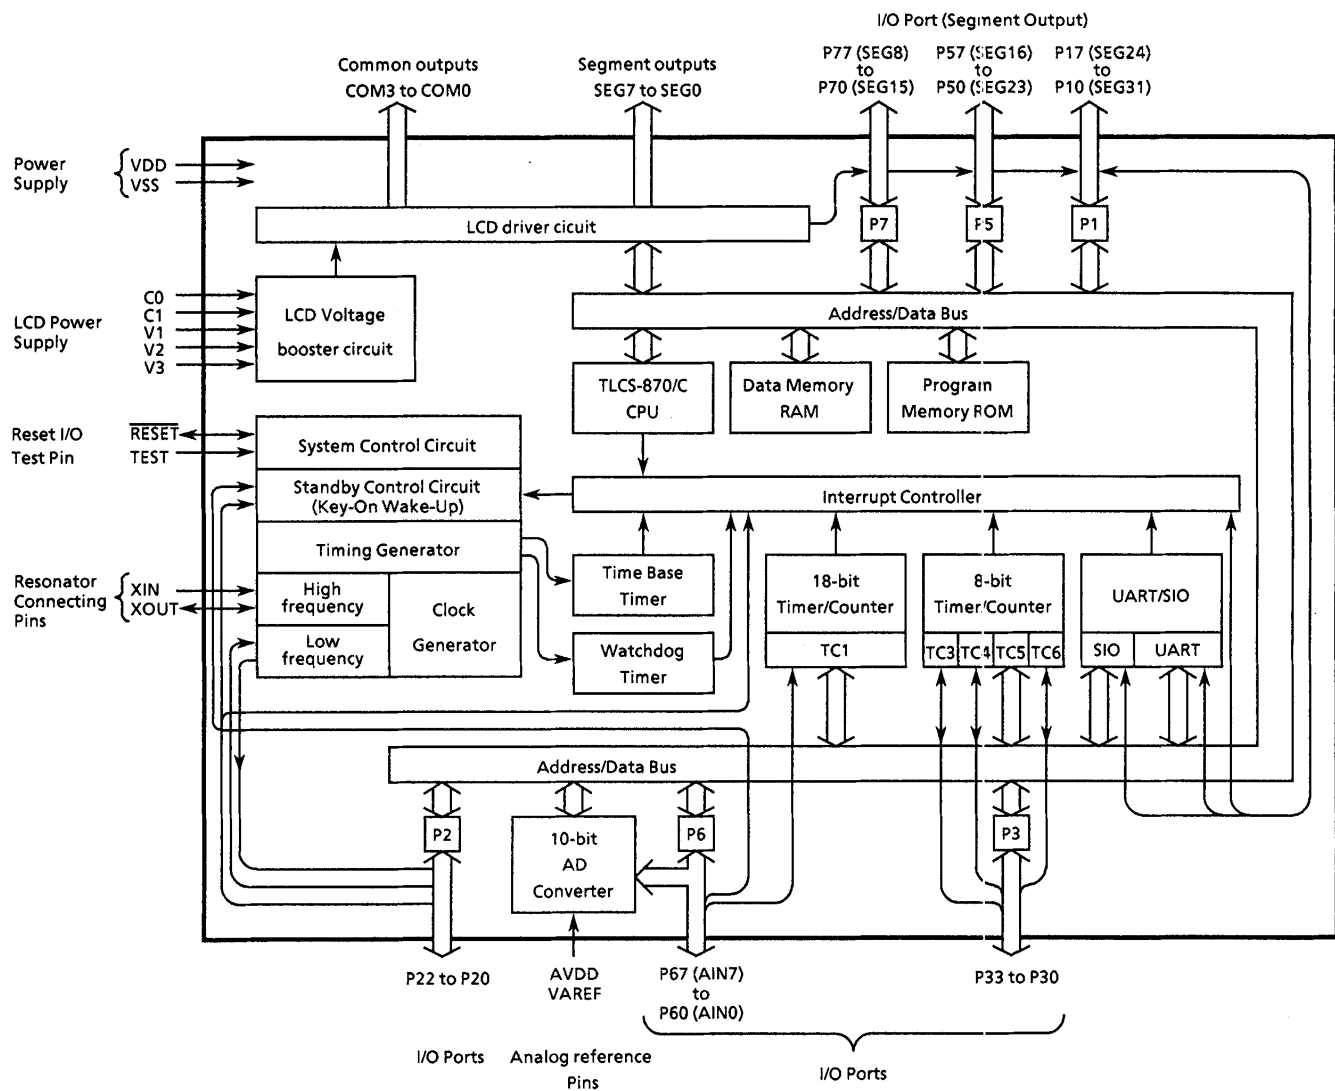 I/O Port (Segment Output)
P77 (SEG8)
to
P70 (SEG15)
P57 (SEG16)
to
P50 (SEG23)
P17 (SEG24)
to
P10 (SEG31)
Common outputs
COM3 to COM0
Segment outputs
SEG7 to SEG0
Power
Supply
VDD
VSS
LCD driver cicuit
P7
P5
P1
LCD Power
Supply
C0
C1
V1
V2
V3
LCD Voltage
booster circuit
Address/Data Bus
TLCS-870/C
CPU
Data Memory
RAM
Program
Memory ROM
Reset I/O
Test Pin
RESET
TEST
System Control Circuit
Standby Control Circuit
(Key-On Wake-Up)
Interrupt Controller
Timing Generator
Resonator
Connecting
Pins
XIN
XOUT
High
frequency
Low
frequency
Clock
Generator
Time Base
Timer
Watchdog
Timer
18-bit
Timer/Counter
TC1
8-bit
Timer/Counter
TC3
TC4
TC5
TC6
UART/SIO
SIO
UART
Address/Data Bus
P2
10-bit
AD
Converter
P6
P3
P22 to P20
AVDD
VAREF
P67 (AIN7)
to
P60 (AIN0)
P33 to P30
I/O Ports
Analog reference
Pins
I/O Ports